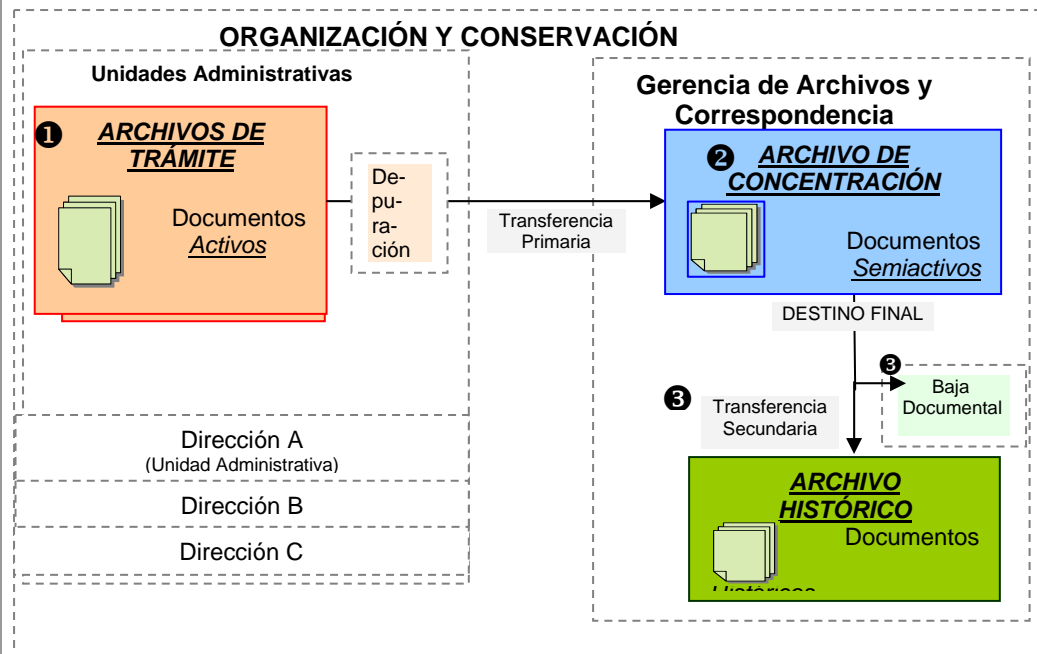 ORGANIZACIÓN Y CONSERVACIÓN
Unidades Administrativas
❶ ARCHIVOS DE
TRÁMITE
Documentos
Activos
De-
pu-
ra-
ción
Transferencia
Primaria
Gerencia de Archivos y
Correspondencia
❷ ARCHIVO DE
CONCENTRACIÓN
Documentos
Semiactivos
DESTINO FINAL
❸
Baja
Documental
❸ Transferencia
Secundaria
ARCHIVO
HISTÓRICO
Documentos
Históricos
Dirección A
(Unidad Administrativa)
Dirección B
Dirección C